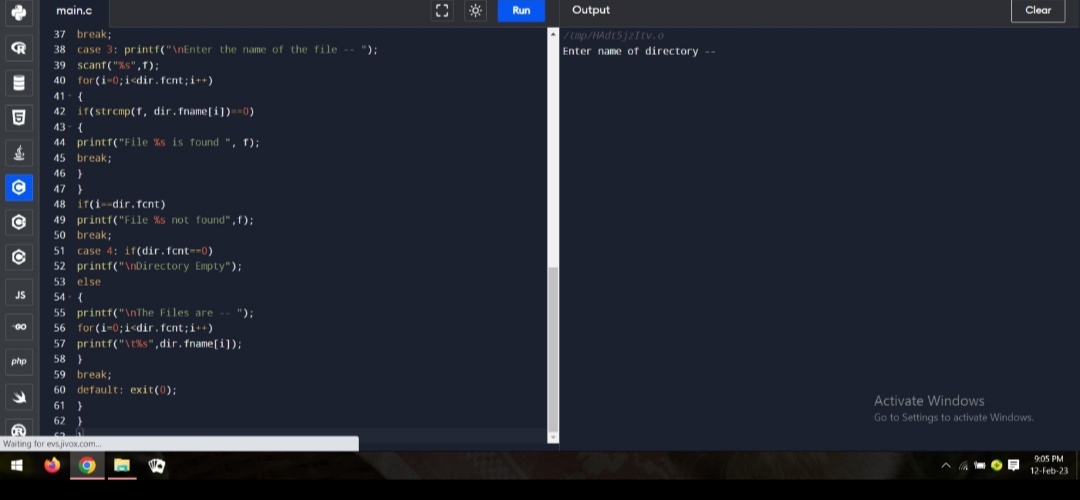 main.c
Run
Output
Clear
37 break;
38 case 3: printf("\nEnter the name of the file -- ");
39 scanf("%s",f);
40 for(i=0;i<dir.fcnt;i++)
41 {
42 if(strcmp(f, dir.fname[i])==0)
43 {
44 printf("File %s is found ", f);
45 break;
46 }
47 }
48 if(i==dir.fcnt)
49 printf("File %s not found",f);
50 break;
51 case 4: if(dir.fcnt==0)
52 printf("\nDirectory Empty");
53 else
54 {
55 printf("\nThe Files are -- ");
56 for(i=0;i<dir.fcnt;i++)
57 printf("\t%s",dir.fname[i]);
58 }
59 break;
60 default: exit(0);
61 }
62 }
Enter name of directory --
JS
GO
php
Activate Windows
Go to Settings to activate Windows.
Waiting for evs.jivox.com...
9:05 PM
12-Feb-23